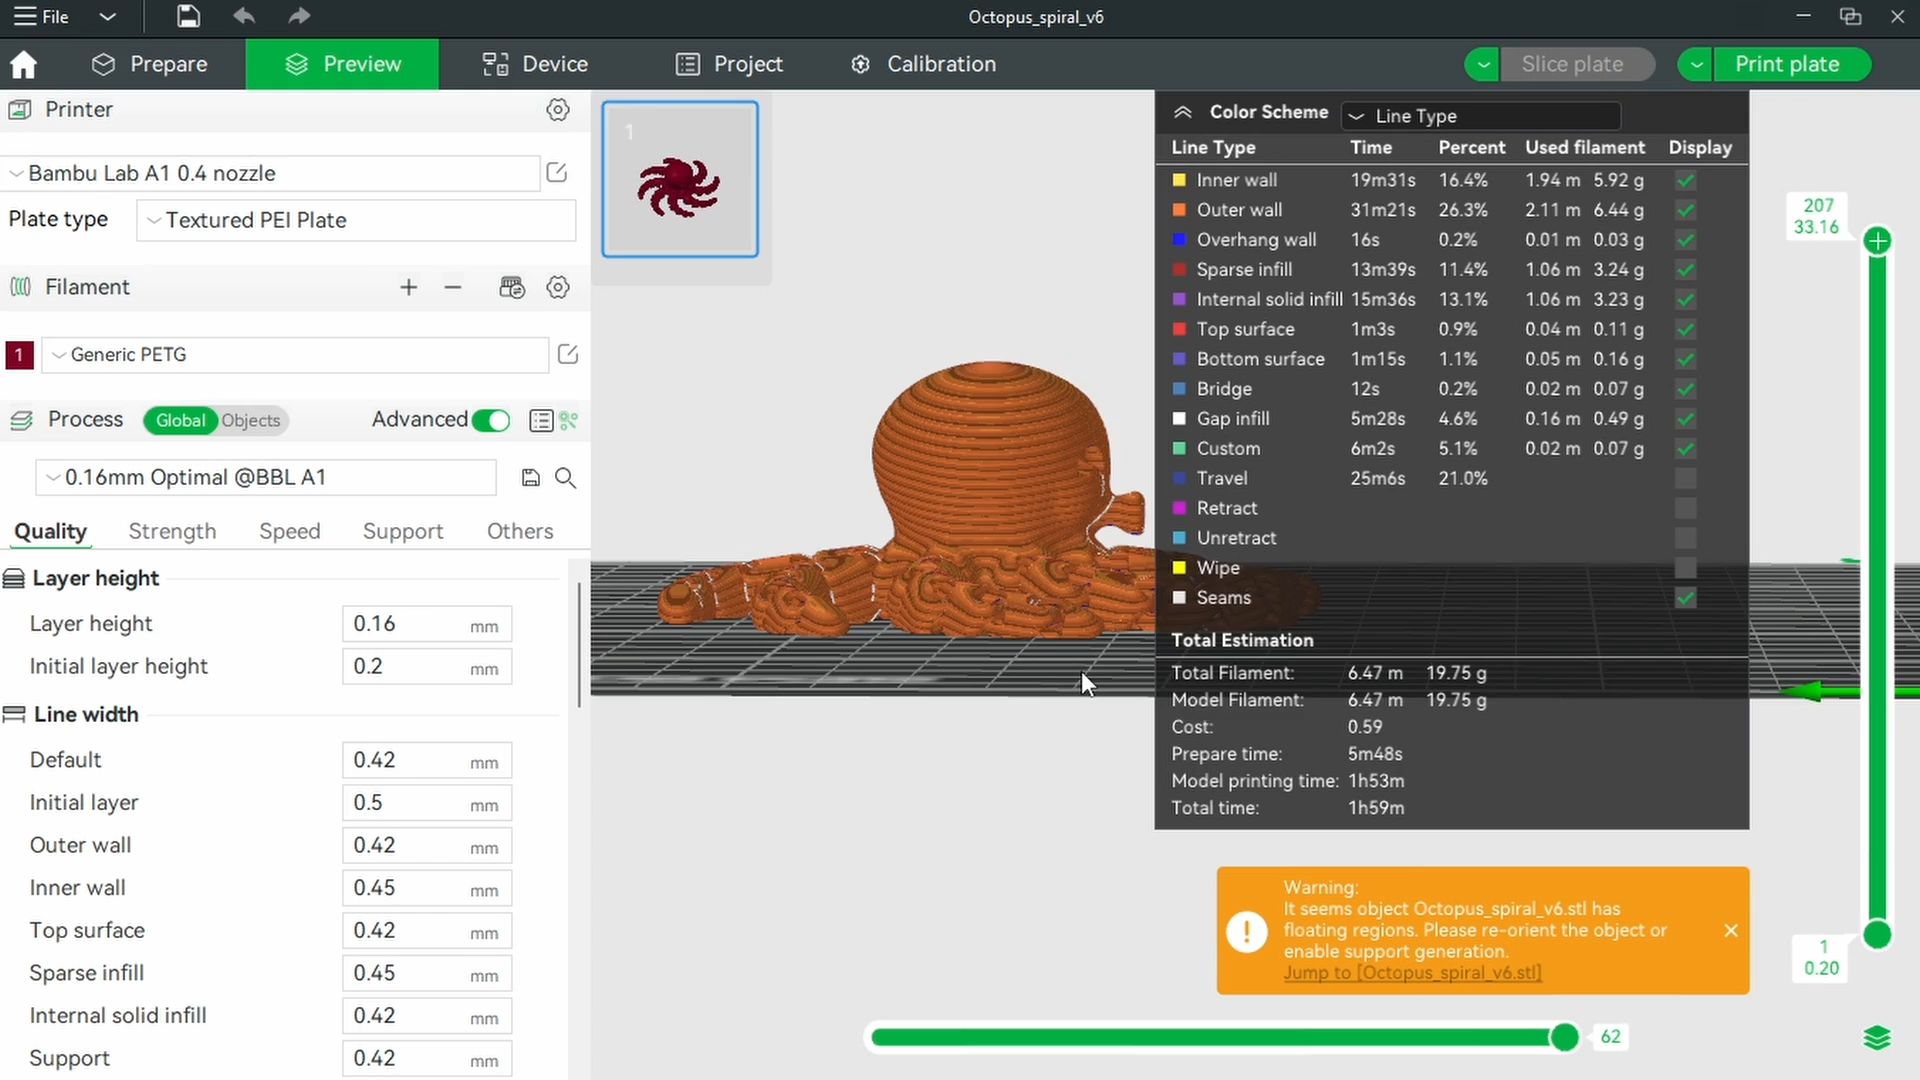 File
Octopus_spiral_v6
Prepare
Preview
Device
Project
Calibration
Slice plate
Print plate
Printer
Bambu Lab A1 0.4 nozzle
Plate type
Textured PEI Plate
Filament
1
Generic PETG
Process
Global
Objects
Advanced
0.16mm Optimal @BBL A1
Quality
Strength
Speed
Support
Others
Layer height
Layer height 0.16 mm
Initial layer height 0.2 mm
Line width
Default 0.42 mm
Initial layer 0.5 mm
Outer wall 0.42 mm
Inner wall 0.45 mm
Top surface 0.42 mm
Sparse infill 0.45 mm
Internal solid infill 0.42 mm
Support 0.42 mm
1
Color Scheme Line Type
Line Type Time Percent Used filament Display
Inner wall 19m31s 16.4% 1.94 m 5.92 g
Outer wall 31m21s 26.3% 2.11 m 6.44 g
Overhang wall 16s 0.2% 0.01 m 0.03 g
Sparse infill 13m39s 11.4% 1.06 m 3.24 g
Internal solid infill 15m36s 13.1% 1.06 m 3.23 g
Top surface 1m3s 0.9% 0.04 m 0.11 g
Bottom surface 1m15s 1.1% 0.05 m 0.16 g
Bridge 12s 0.2% 0.02 m 0.07 g
Gap infill 5m28s 4.6% 0.16 m 0.49 g
Custom 6m2s 5.1% 0.02 m 0.07 g
Travel 25m6s 21.0%
Retract
Unretract
Wipe
Seams
Total Estimation
Total Filament: 6.47 m 19.75 g
Model Filament: 6.47 m 19.75 g
Cost: 0.59
Prepare time: 5m48s
Model printing time: 1h53m
Total time: 1h59m
Warning:
It seems object Octopus_spiral_v6.stl has
floating regions. Please re-orient the object or
enable support generation.
Jump to [Octopus_spiral_v6.stl]
207
33.16
1
0.20
62